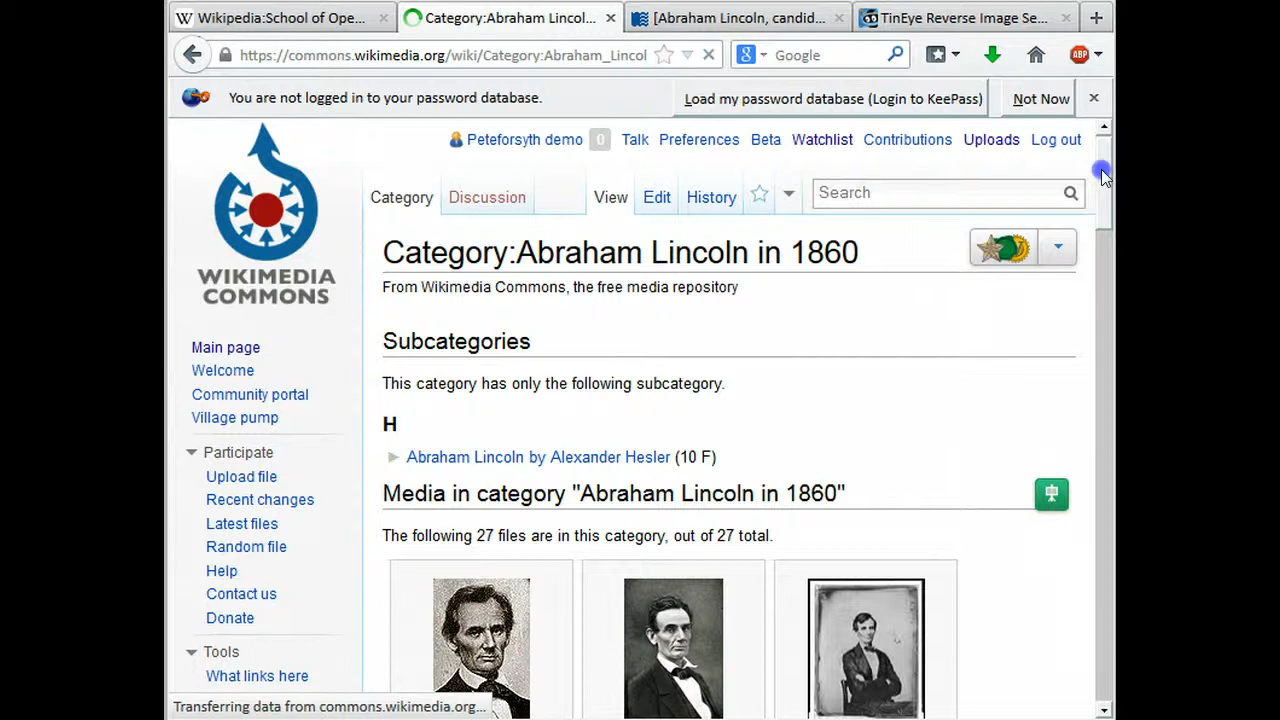 Wikipedia:School of Ope...
Category:Abraham Lincol...
[Abraham Lincoln, candid...
TinEye Reverse Image Se...
https://commons.wikimedia.org/wiki/Category:Abraham_Lincol
Google
ABP
You are not logged in to your password database.
Load my password database (Login to KeePass)
Not Now
Peteforsyth demo 0 Talk Preferences Beta Watchlist Contributions Uploads Log out
Category Discussion View Edit History Search
WIKIMEDIA
COMMONS
Category:Abraham Lincoln in 1860
From Wikimedia Commons, the free media repository
Subcategories
This category has only the following subcategory.
H
Abraham Lincoln by Alexander Hesler (10 F)
Media in category "Abraham Lincoln in 1860"
The following 27 files are in this category, out of 27 total.
Main page
Welcome
Community portal
Village pump
Participate
Upload file
Recent changes
Latest files
Random file
Help
Contact us
Donate
Tools
What links here
Transferring data from commons.wikimedia.org...